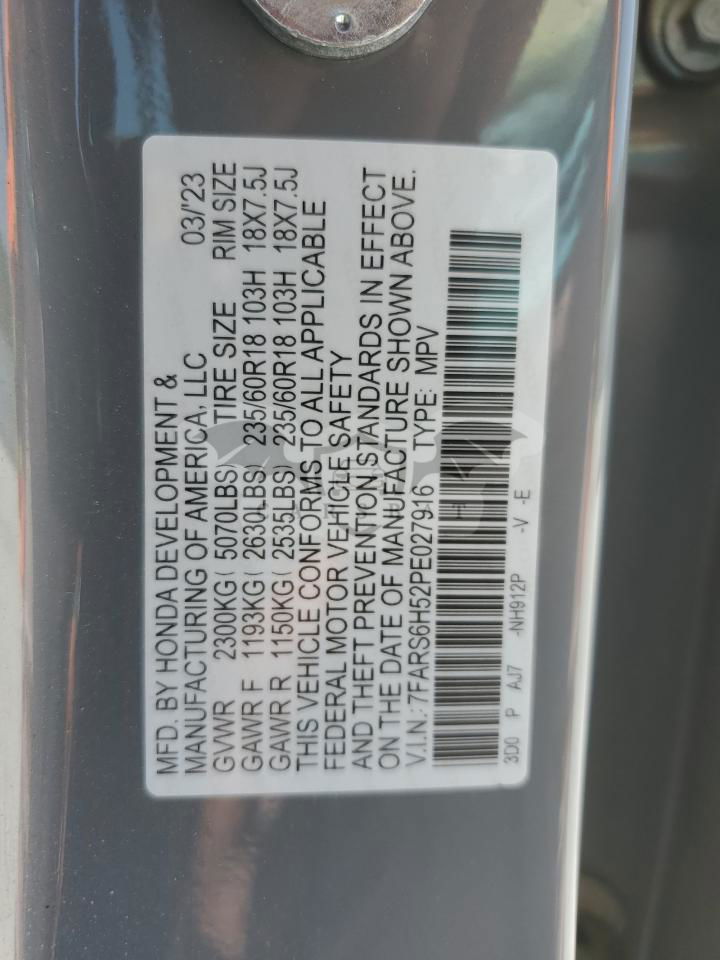 MFD. BY HONDA DEVELOPMENT &
MANUFACTURING OF AMERICA, LLC 03/'23
GVWR 2300KG( 5070LBS) TIRE SIZE RIM SIZE
GAWR F 1193KG( 2630LBS) 235/60R18 103H 18X7.5J
GAWR R 1150KG( 2535LBS) 235/60R18 103H 18X7.5J
THIS VEHICLE CONFORMS TO ALL APPLICABLE
FEDERAL MOTOR VEHICLE SAFETY
AND THEFT PREVENTION STANDARDS IN EFFECT
ON THE DATE OF MANUFACTURE SHOWN ABOVE.
V.I.N.: 7FARS6H52PE027916 TYPE: MPV
3D0 P AJ7 -NH912P -V -E